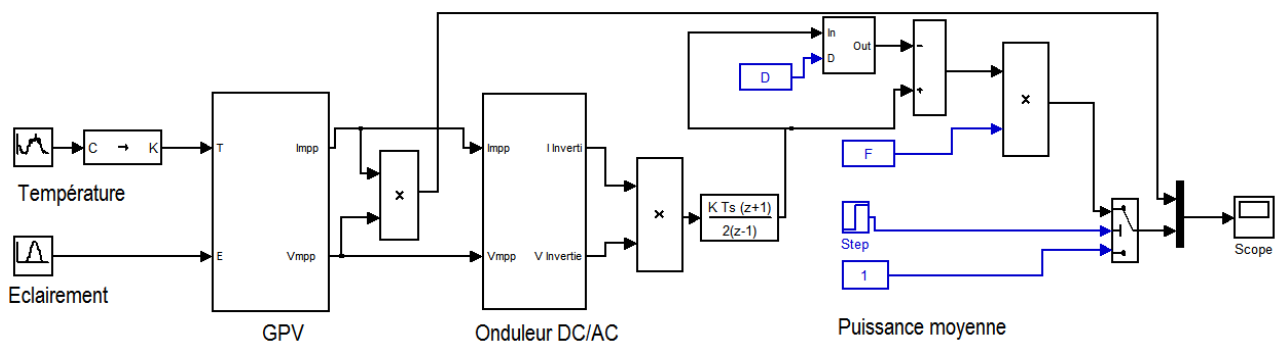 Température
Eclairement
C → K
T
E
Impp
Vmpp
GPV
×
Impp
Vmpp
I Inverti
V Invertie
Onduleur DC/AC
×
K Ts (z+1)
2(z-1)
In
D
Out
D
-
+
F
×
Step
1
Puissance moyenne
Scope